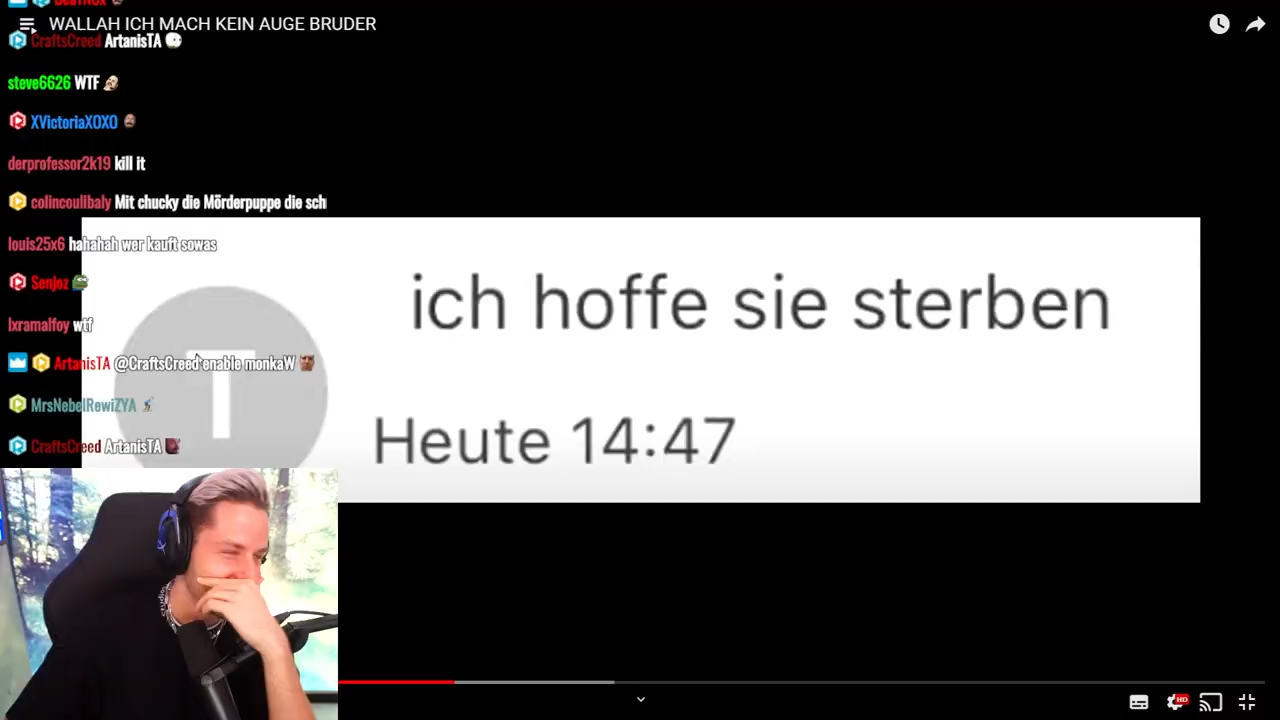 WALLAH ICH MACH KEIN AUGE BRUDER
CraftsCreed ArtanisTA
steve6626 WTF
XVictoriaXOXO
derprofessor2k19 kill it
colincoulibaly Mit chucky die Mörderpuppe die sch
louis25x6 hahahah wer kauft sowas
Senjoz
lxramalfoy wtf
ArtanisTA @CraftsCreed enable monkaW
MrsNebelRewiZYA
CraftsCreed ArtanisTA
ich hoffe sie sterben
T
Heute 14:47
HD